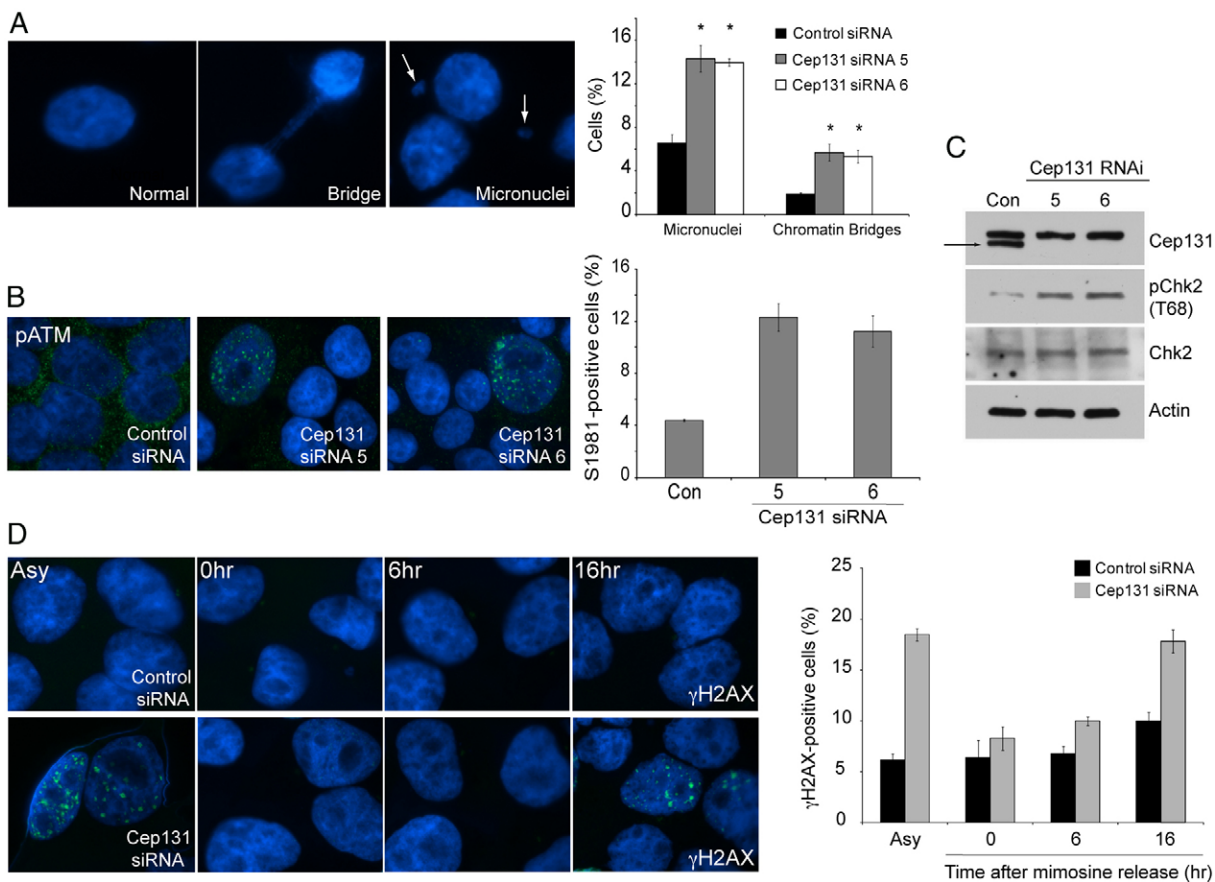 A
Normal
Bridge
Micronuclei
Cells (%)
16
12
8
4
0
* *
* *
Control siRNA
Cep131 siRNA 5
Cep131 siRNA 6
Micronuclei
Chromatin Bridges
B
pATM
Control
siRNA
Cep131
siRNA 5
Cep131
siRNA 6
S1981-positive cells (%)
16
12
8
4
0
Con
5
6
Cep131 siRNA
C
Cep131 RNAi
Con
5
6
Cep131
pChk2
(T68)
Chk2
Actin
D
Asy
0hr
6hr
16hr
Control
siRNA
γH2AX
Cep131
siRNA
γH2AX
γH2AX-positive cells (%)
25
20
15
10
5
0
Control siRNA
Cep131 siRNA
Asy
0
6
16
Time after mimosine release (hr)